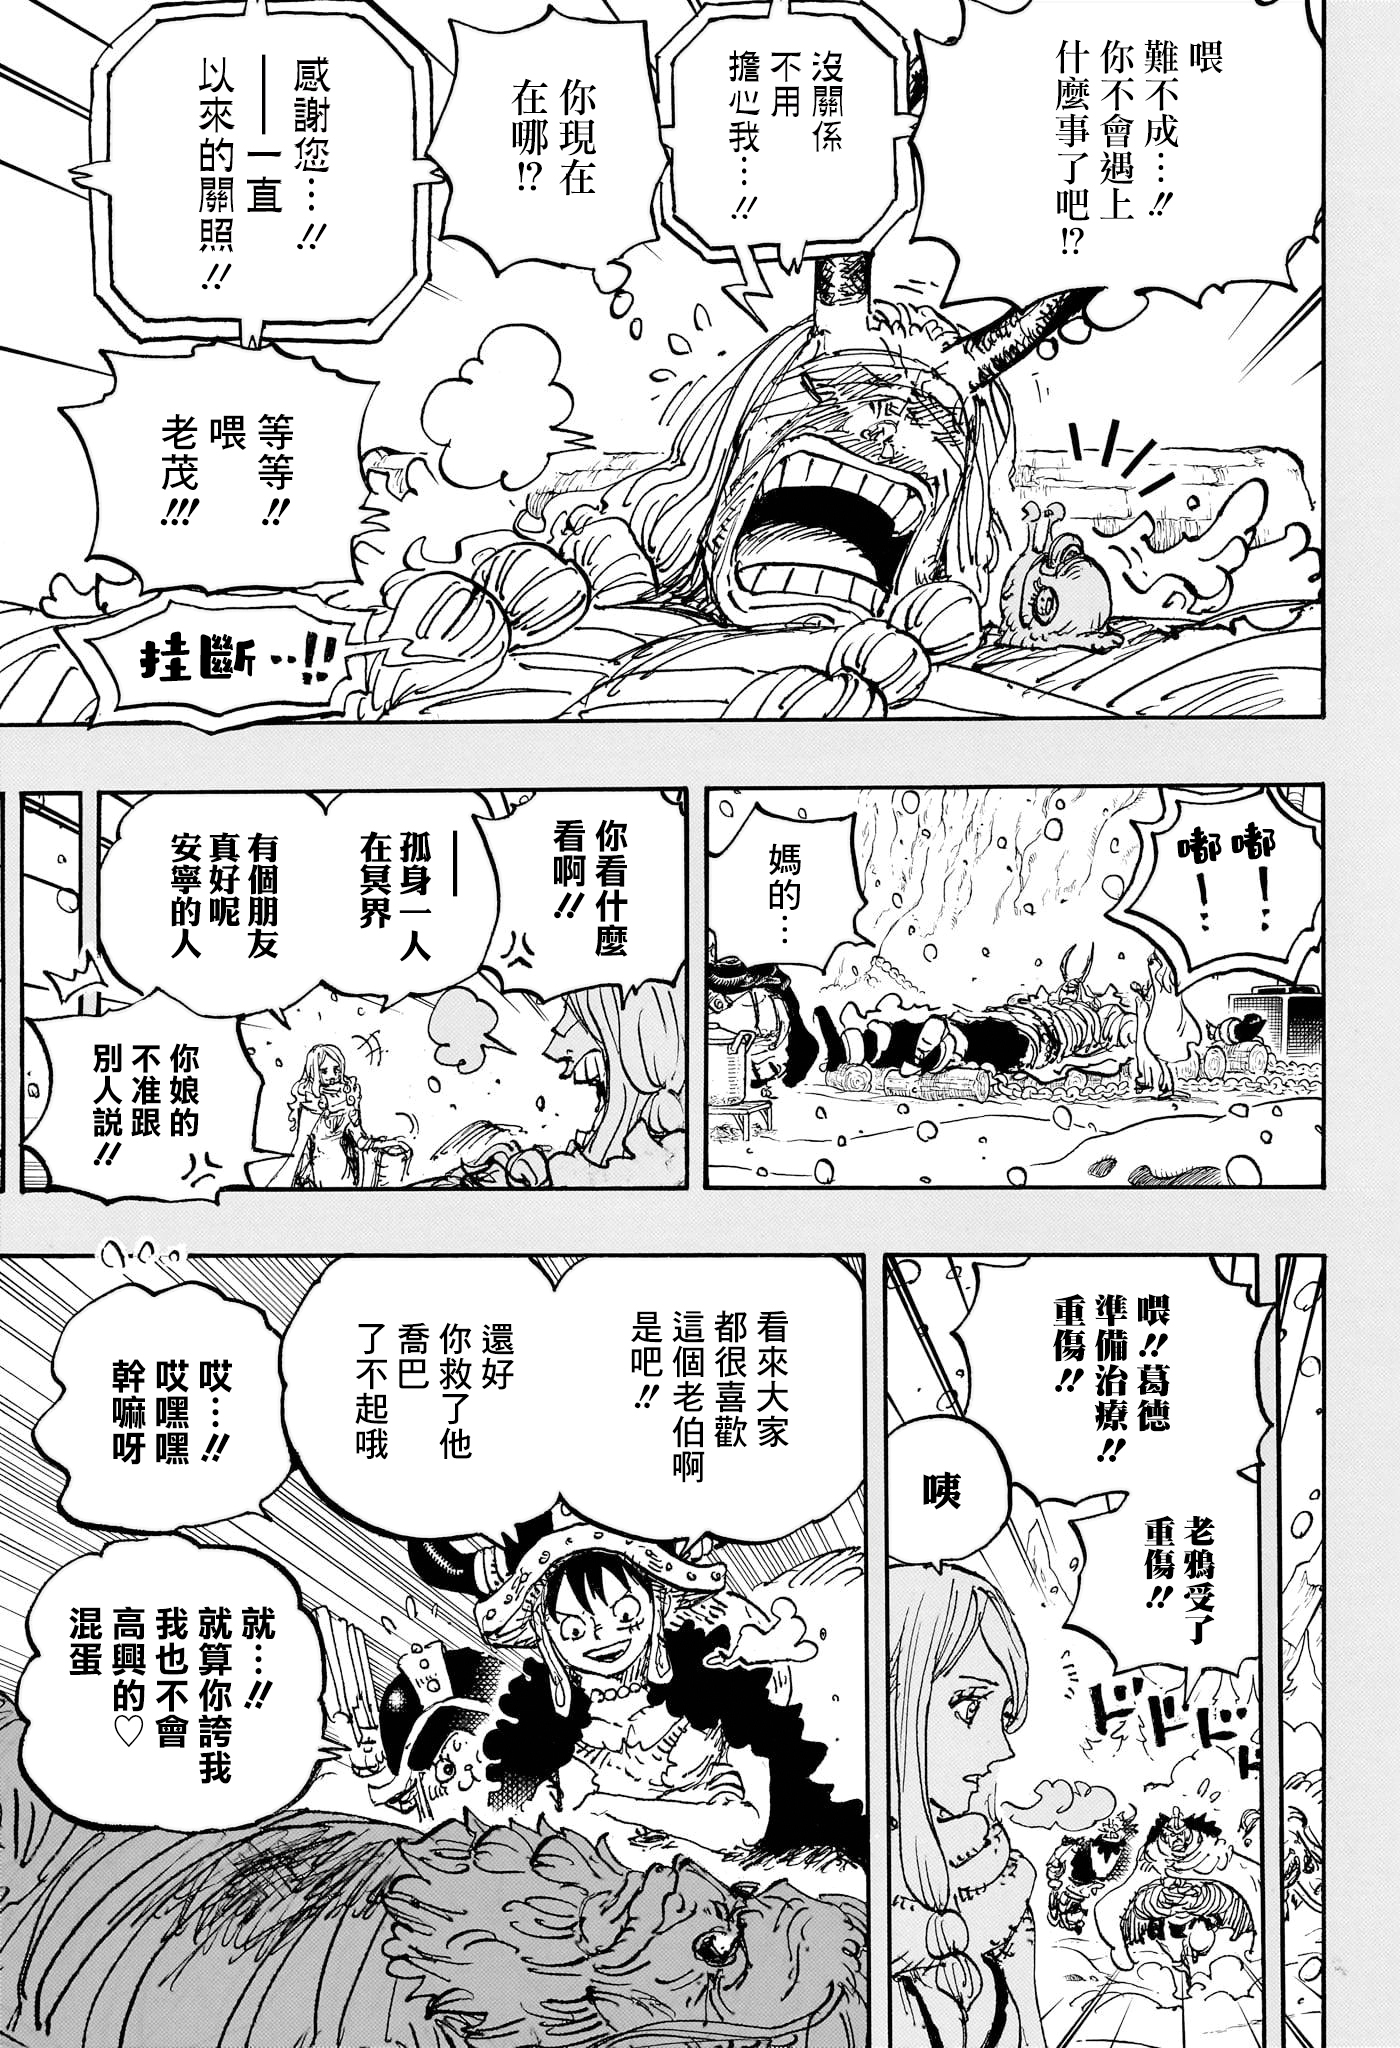 喂
難不成…!!
你不會遇上
什麼事了吧!?
沒關係
不用
擔心我…!!
你現在
在哪!?
感謝您…!!
——一直
以來的關照!!
等等!!
喂
老茂!!!
挂斷…!!
嘟！
嘟！
媽的…
你看什麼
看啊!!
——
孤身一人
在冥界
有個朋友
真好呢
安寧的人
你娘的
不准跟
別人説!!
喂!!葛德
準備治療!!
重傷!!
老鴉受了
重傷!!
咦
ドドドド
看來大家
都很喜歡
這個老伯啊
是吧!!
還好
你救了他
喬巴
了不起哦
哎…!!
哎嘿嘿
幹嘛呀
就…!!
就算你誇我
我也不會
高興的♡
混蛋